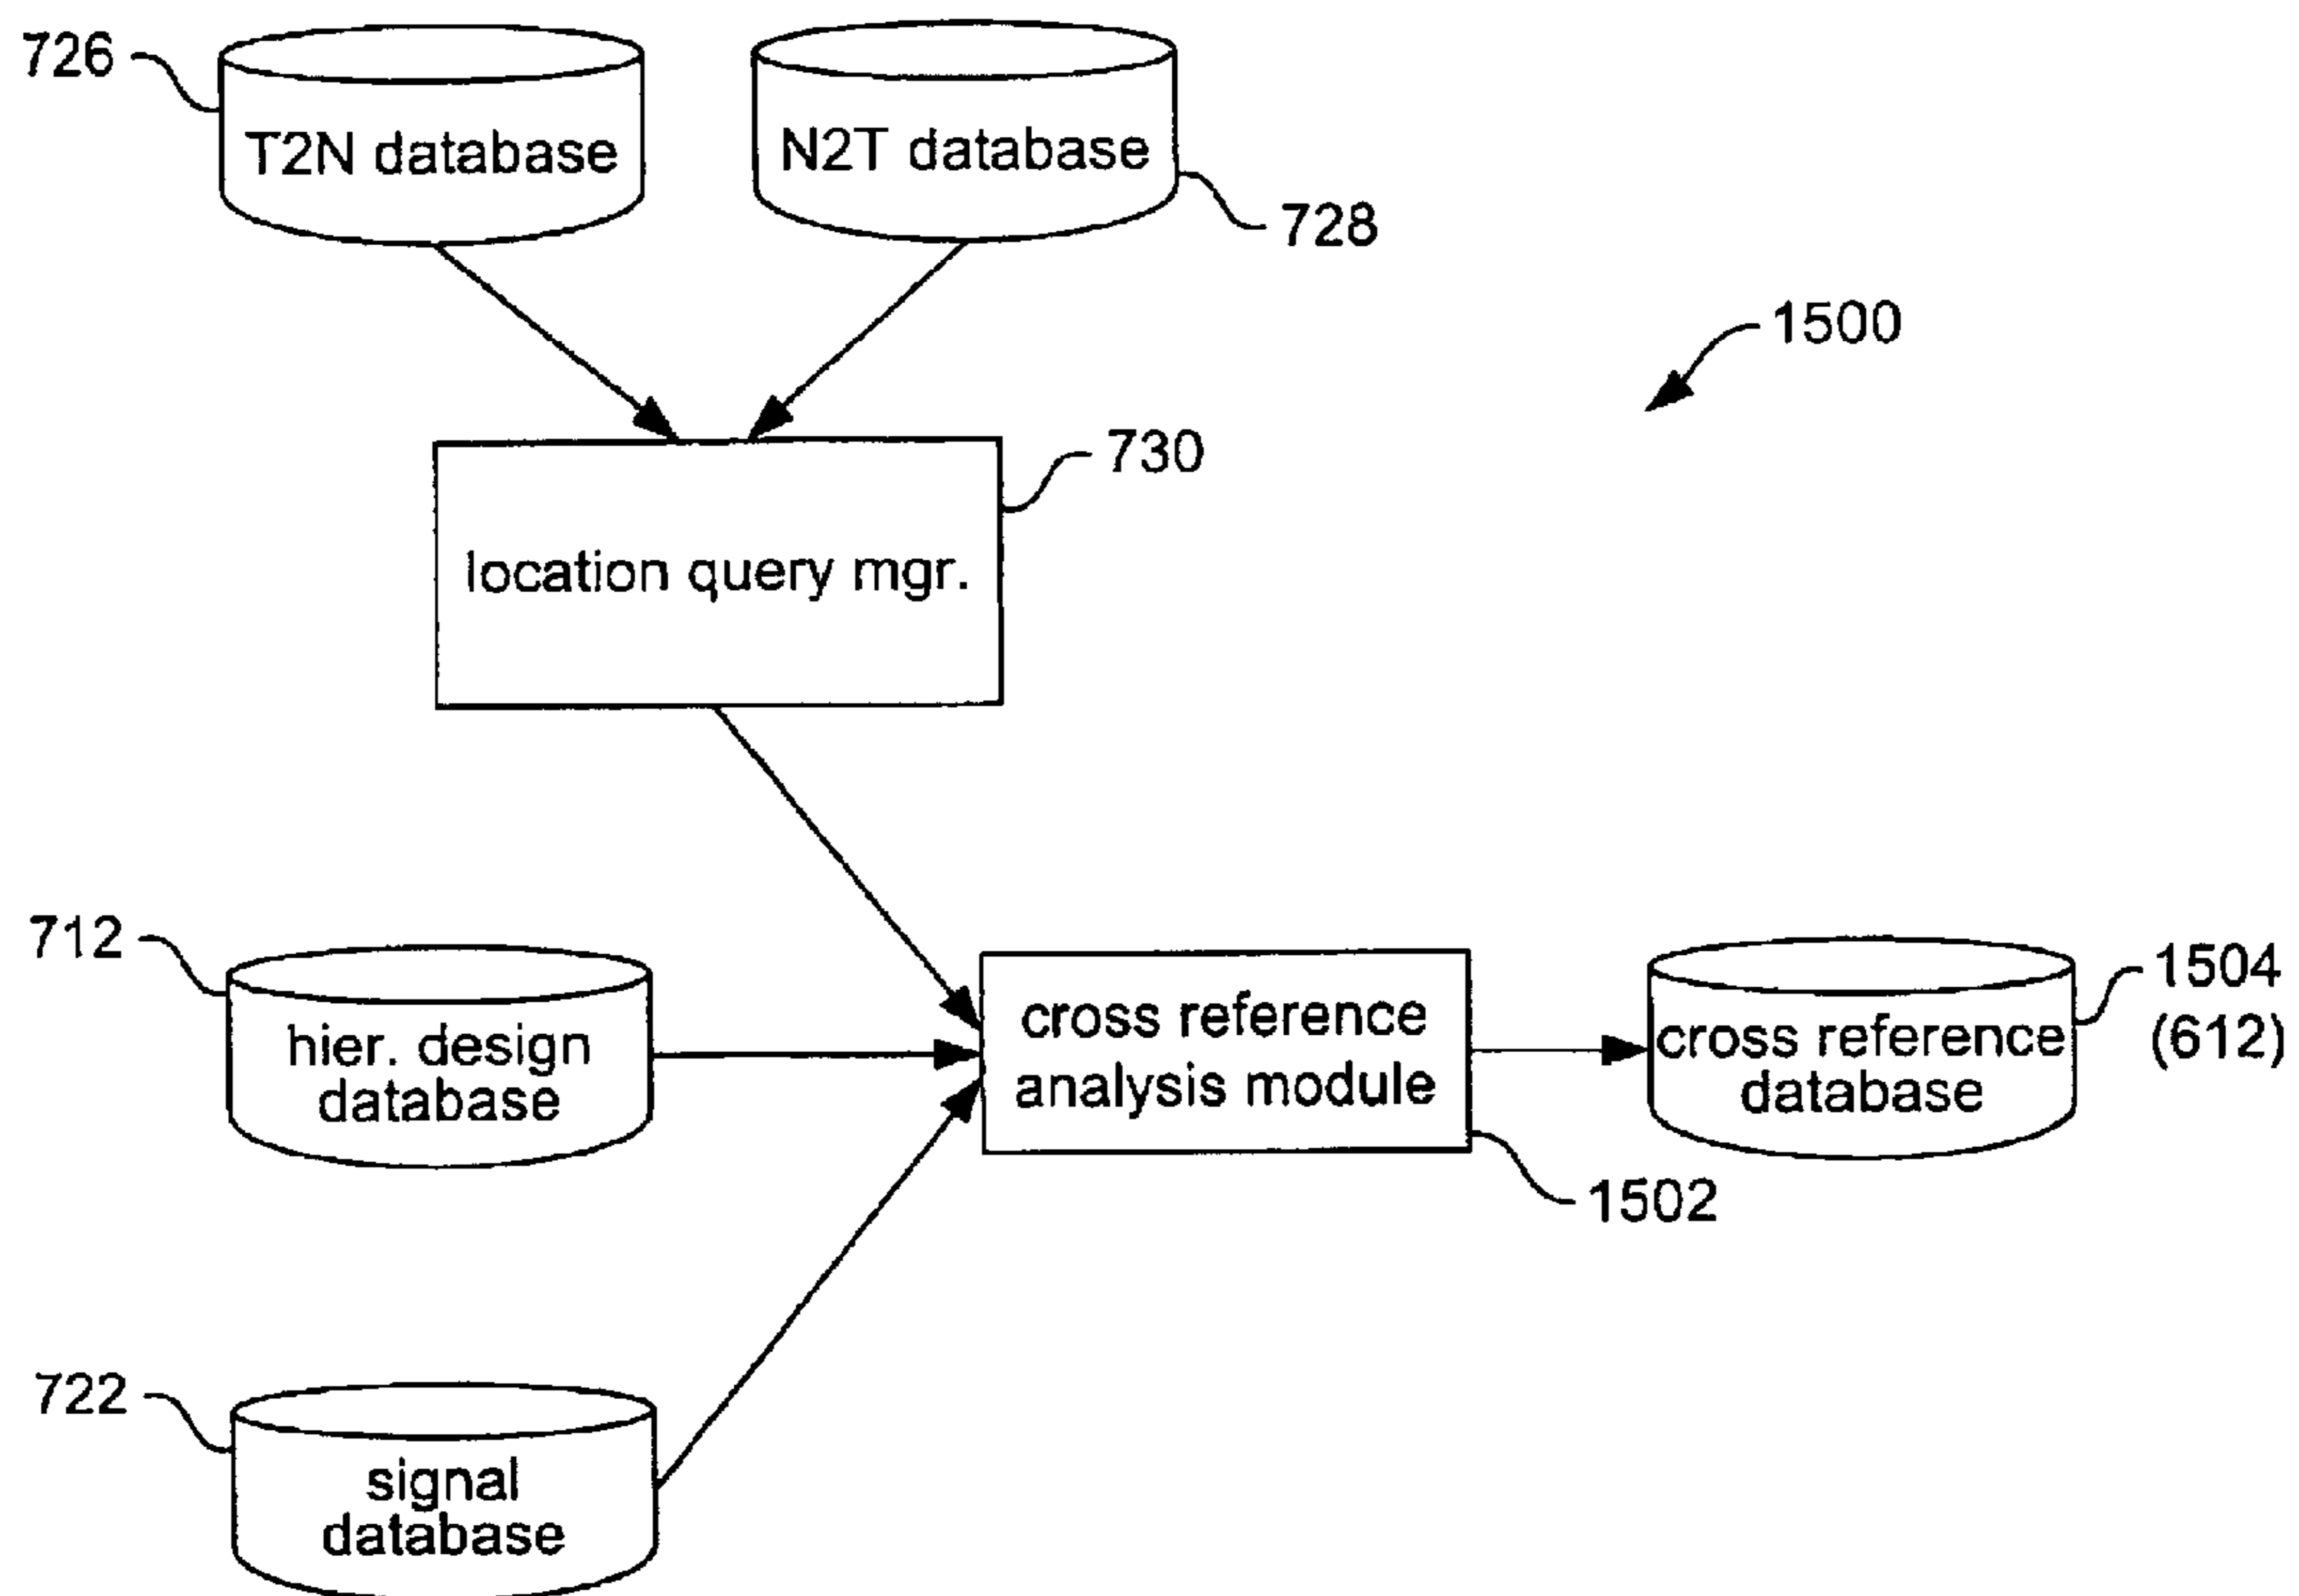 726
T2N database
N2T database
728
1500
730
location query mgr.
712
hier. design
database
cross reference
analysis module
cross reference
database
1504
(612)
1502
722
signal
database